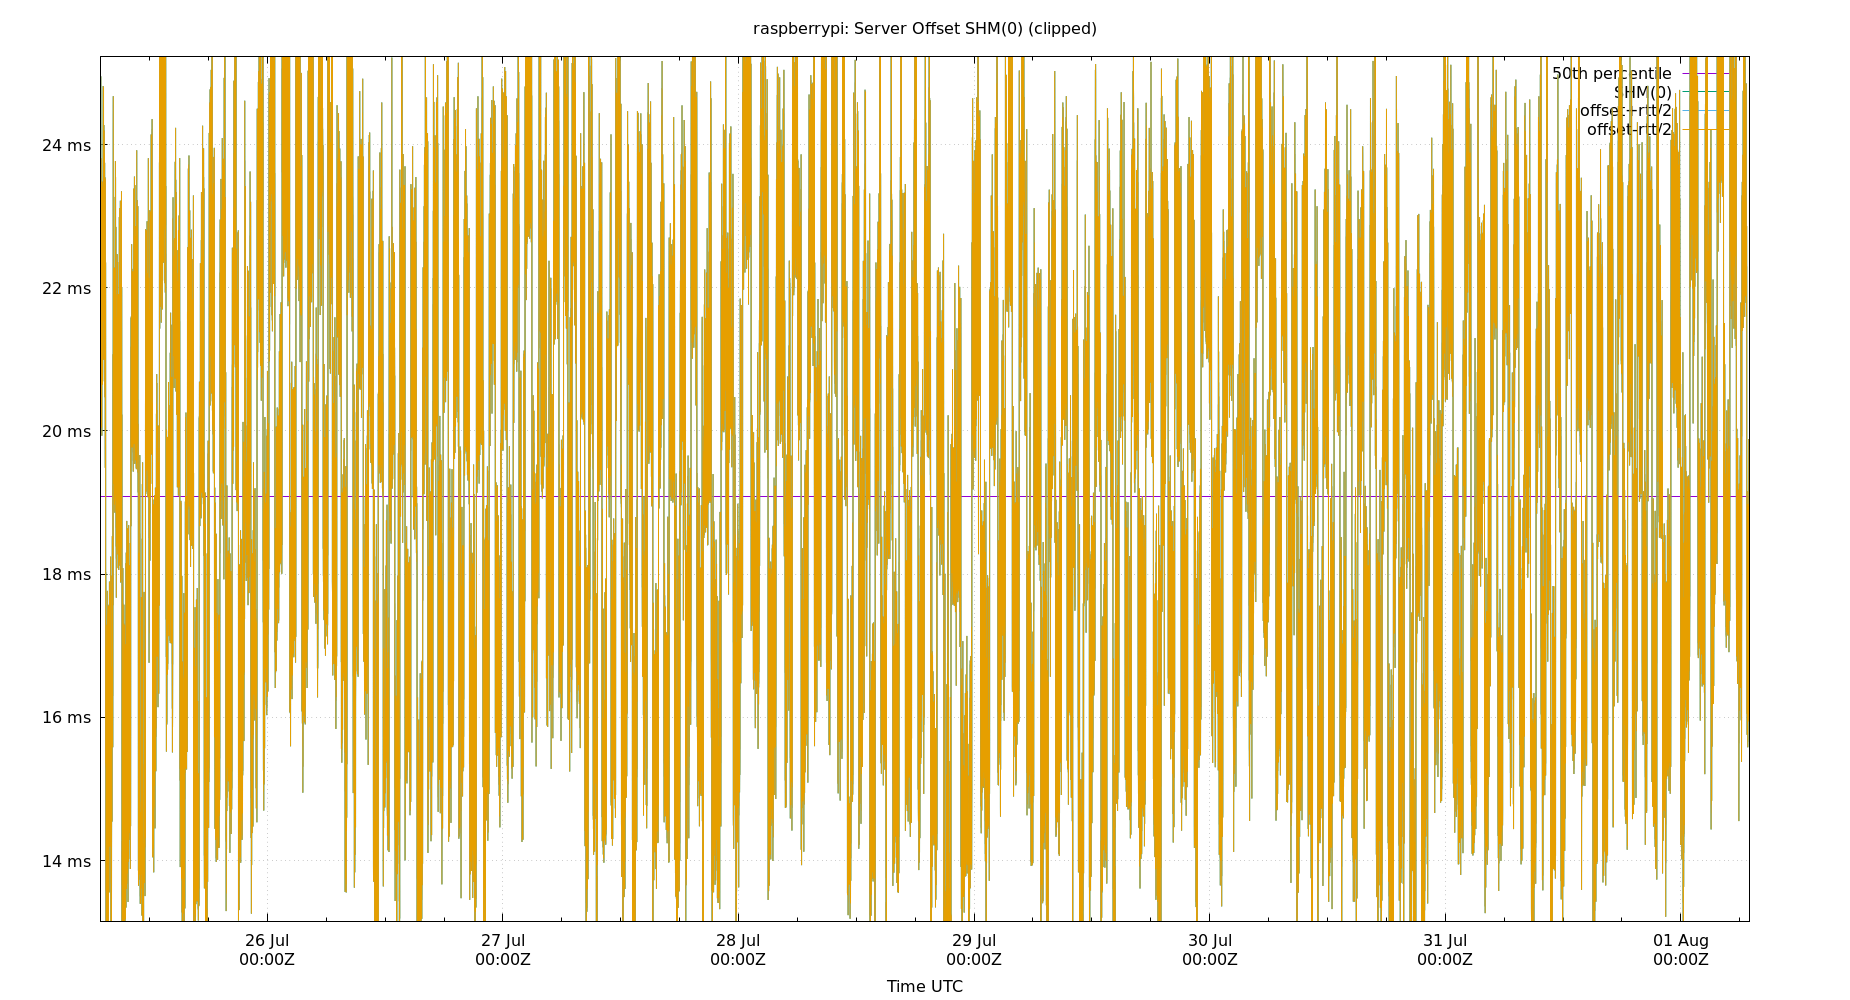 raspberrypi: Server Offset SHM(0) (clipped)
50th percentile
SHM(0)
offset+rtt/2
offset-rtt/2
24 ms
22 ms
20 ms
18 ms
16 ms
14 ms
26 Jul 27 Jul 28 Jul 29 Jul 30 Jul 31 Jul 01 Aug
00:00Z 00:00Z 00:00Z 00:00Z 00:00Z 00:00Z 00:00Z
Time UTC